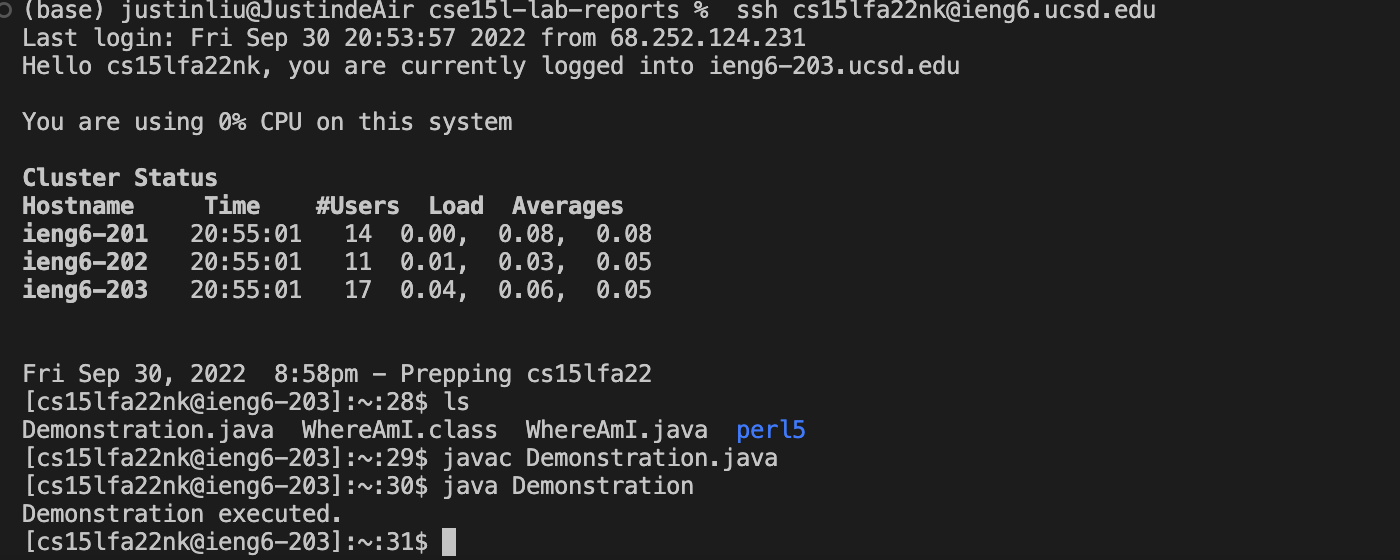 (base) justinliu@JustindeAir cse15l-lab-reports %  ssh cs15lfa22nk@ieng6.ucsd.edu
Last login: Fri Sep 30 20:53:57 2022 from 68.252.124.231
Hello cs15lfa22nk, you are currently logged into ieng6-203.ucsd.edu
You are using 0% CPU on this system
Cluster Status
Hostname     Time    #Users  Load  Averages
ieng6-201   20:55:01   14  0.00,  0.08,  0.08
ieng6-202   20:55:01   11  0.01,  0.03,  0.05
ieng6-203   20:55:01   17  0.04,  0.06,  0.05
Fri Sep 30, 2022  8:58pm - Prepping cs15lfa22
[cs15lfa22nk@ieng6-203]:~:28$ ls
Demonstration.java  WhereAmI.class  WhereAmI.java  perl5
[cs15lfa22nk@ieng6-203]:~:29$ javac Demonstration.java
[cs15lfa22nk@ieng6-203]:~:30$ java Demonstration
Demonstration executed.
[cs15lfa22nk@ieng6-203]:~:31$